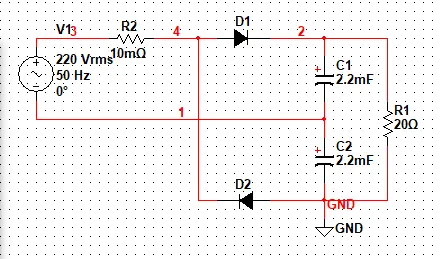 V1 3
R2
4
D1
2
220 Vrms
10mΩ
50 Hz
0°
C1
2.2mF
1
R1
20Ω
C2
2.2mF
D2
GND
GND